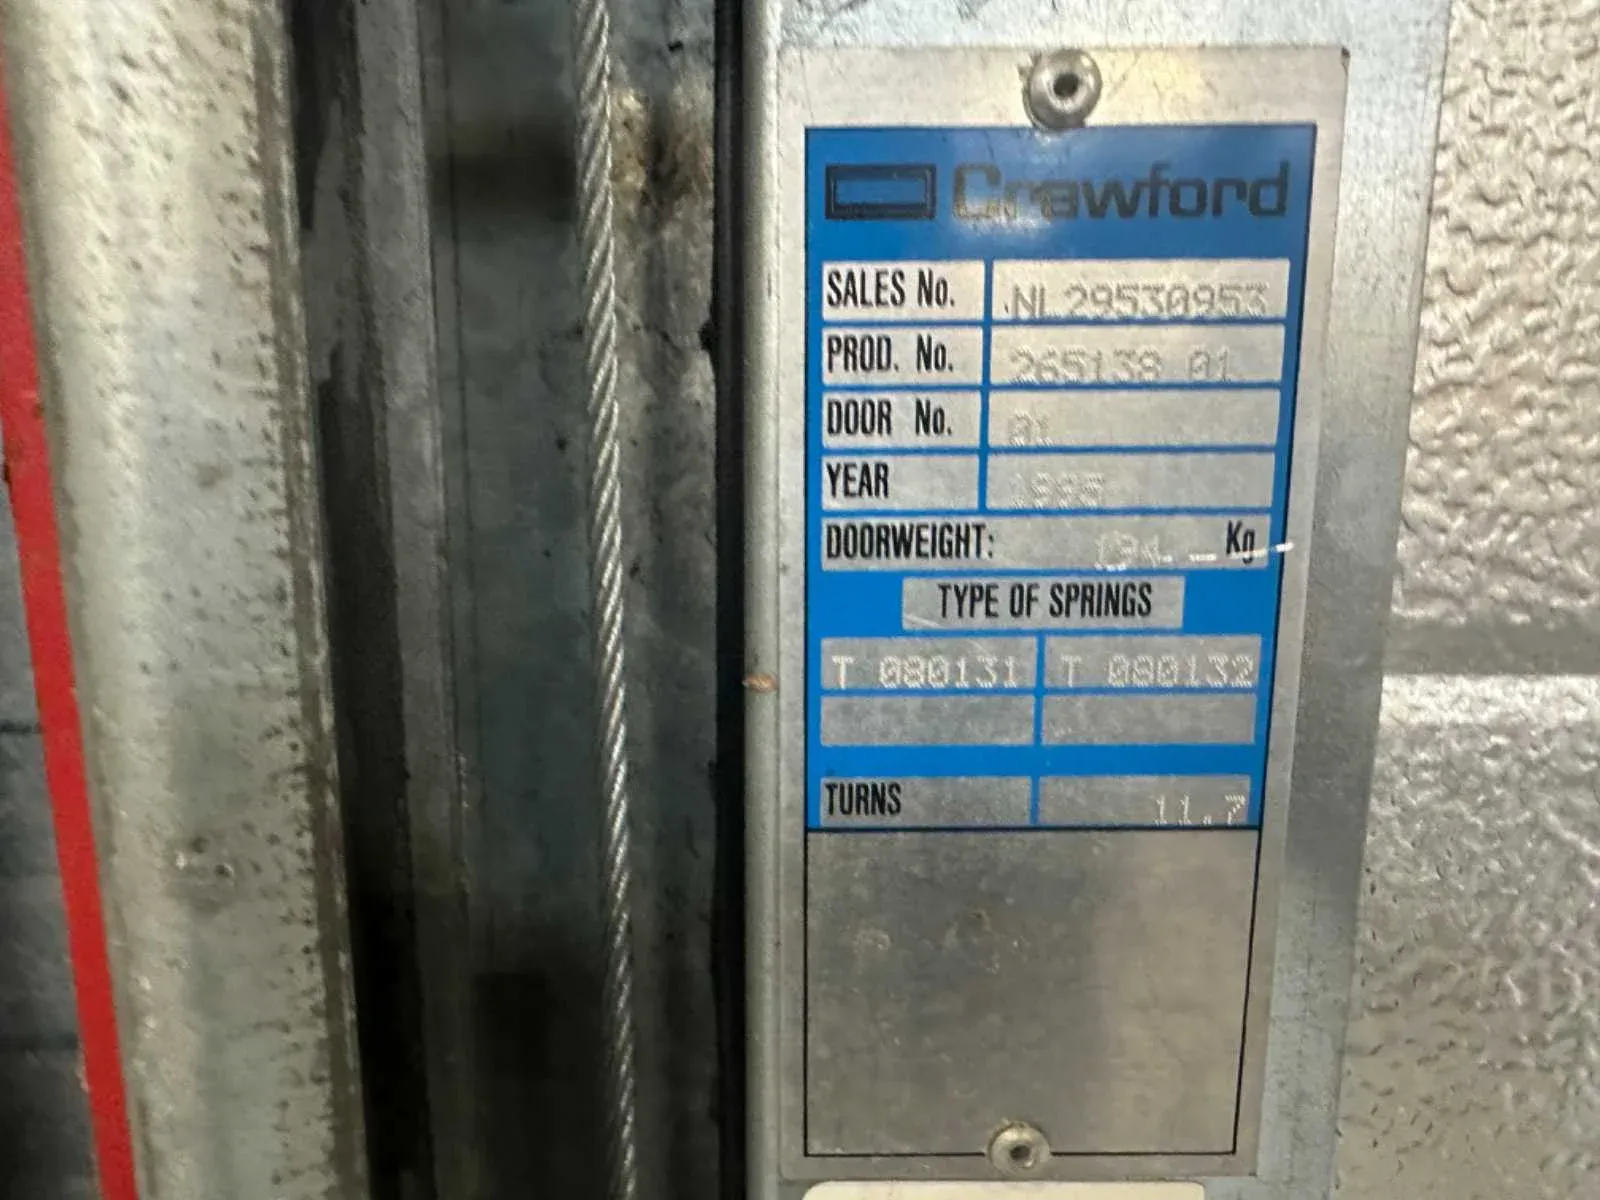 Crawford
SALES No. NL29530953
PROD. No. 265138 01
DOOR No. 01
YEAR 1995
DOORWEIGHT: Kg
TYPE OF SPRINGS
T 080131 T 080132
TURNS 11.7